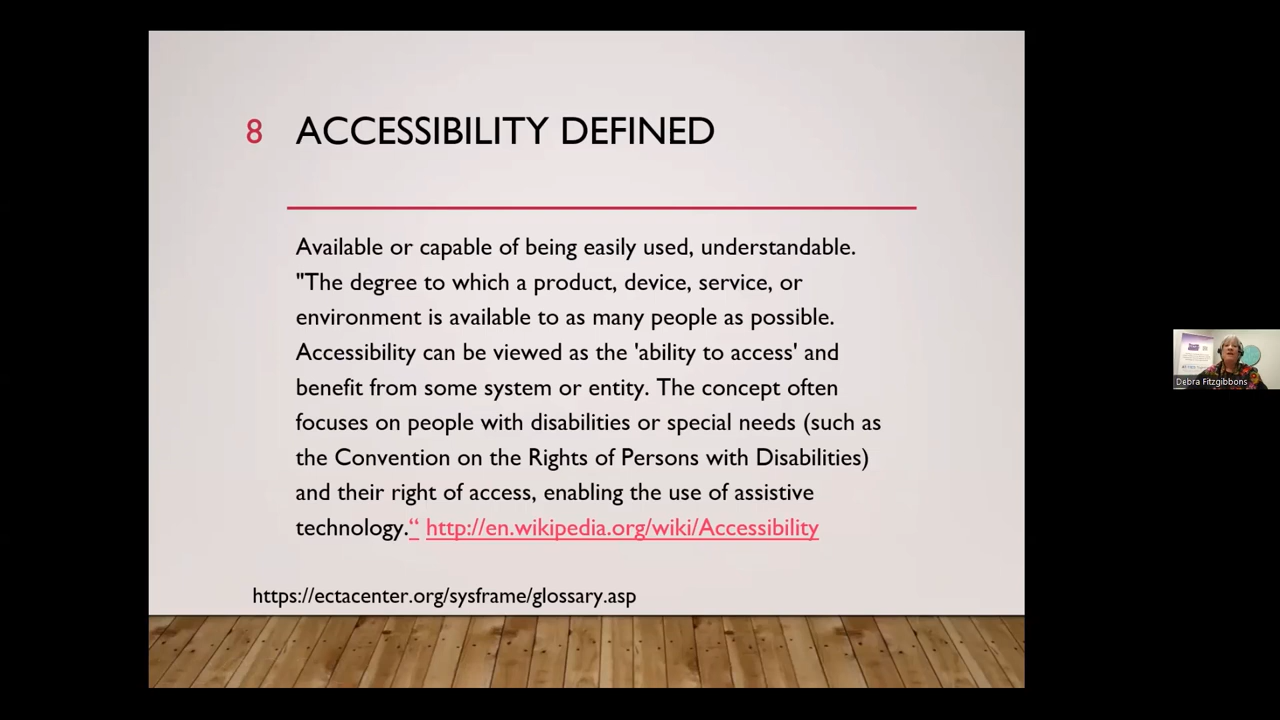 8 ACCESSIBILITY DEFINED
Available or capable of being easily used, understandable.
"The degree to which a product, device, service, or
environment is available to as many people as possible.
Accessibility can be viewed as the 'ability to access' and
benefit from some system or entity. The concept often
focuses on people with disabilities or special needs (such as
the Convention on the Rights of Persons with Disabilities)
and their right of access, enabling the use of assistive
technology.“ http://en.wikipedia.org/wiki/Accessibility
https://ectacenter.org/sysframe/glossary.asp
Debra Fitzgibbons